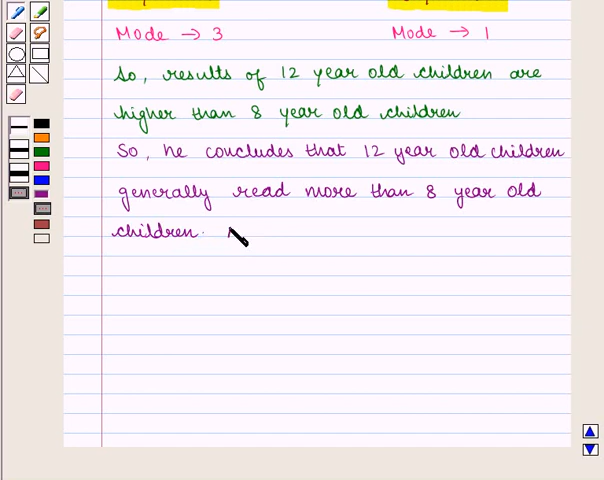 Mode → 3
Mode → 1
So, results of 12 year old children are
higher than 8 year old children
So, he concludes that 12 year old children
generally read more than 8 year old
children.